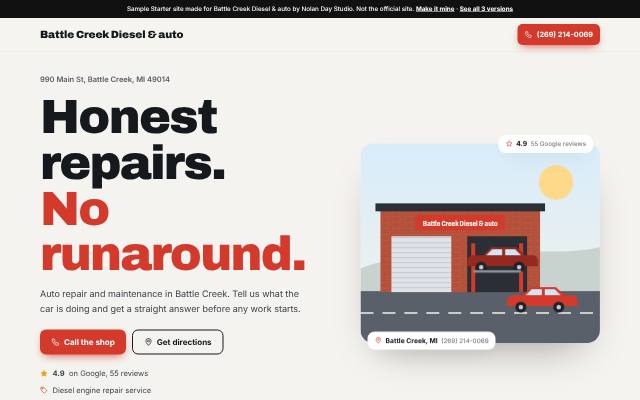 Sample Starter site made for Battle Creek Diesel & auto by Nolan Day Studio. Not the official site. Make it mine · See all 3 versions
Battle Creek Diesel & auto
(269) 214-0069
990 Main St, Battle Creek, MI 49014
Honest
repairs.
No
runaround.
Auto repair and maintenance in Battle Creek. Tell us what the
car is doing and get a straight answer before any work starts.
Call the shop
Get directions
4.9 on Google, 55 reviews
Diesel engine repair service
4.9 55 Google reviews
Battle Creek Diesel & auto
Battle Creek, MI (269) 214-0069